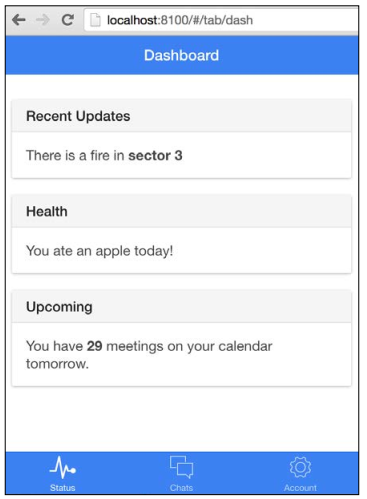 localhost:8100/#/tab/dash
Dashboard
Recent Updates
There is a fire in sector 3
Health
You ate an apple today!
Upcoming
You have 29 meetings on your calendar
tomorrow.
Status
Chats
Account